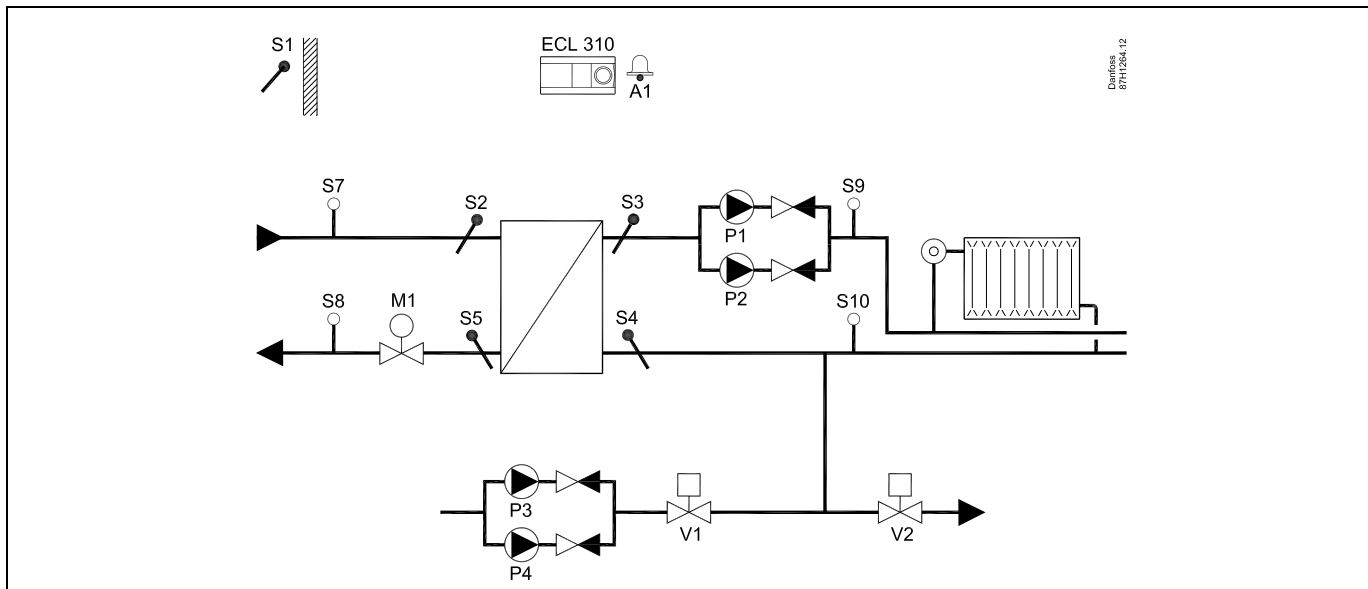 S1
ECL 310
A1
Danfoss
87H1264.12
S7
S2
S3
P1
P2
S9
S8
M1
S5
S4
S10
P3
P4
V1
V2